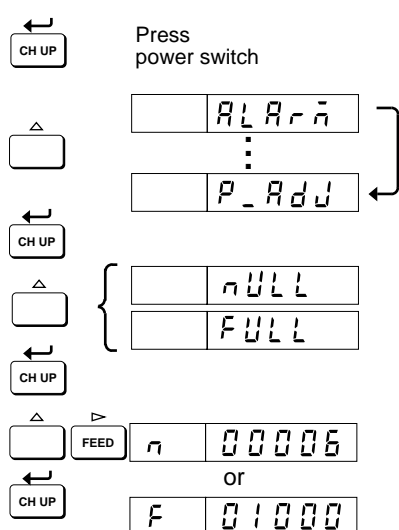 CH UP
Press
power switch
ALArm
P_AdJ
CH UP
nULL
FULL
CH UP
FEED
n 00006
or
CH UP
F 01000